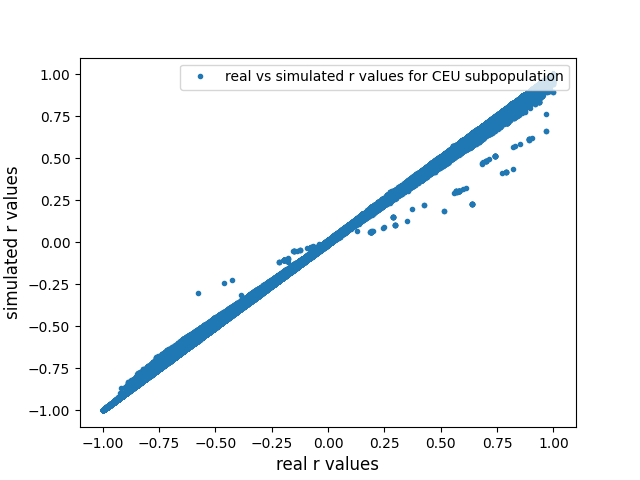 real vs simulated r values for CEU subpopulation
simulated r values
1.00
0.75
0.50
0.25
0.00
−0.25
−0.50
−0.75
−1.00
−1.00 −0.75 −0.50 −0.25 0.00 0.25 0.50 0.75 1.00
real r values